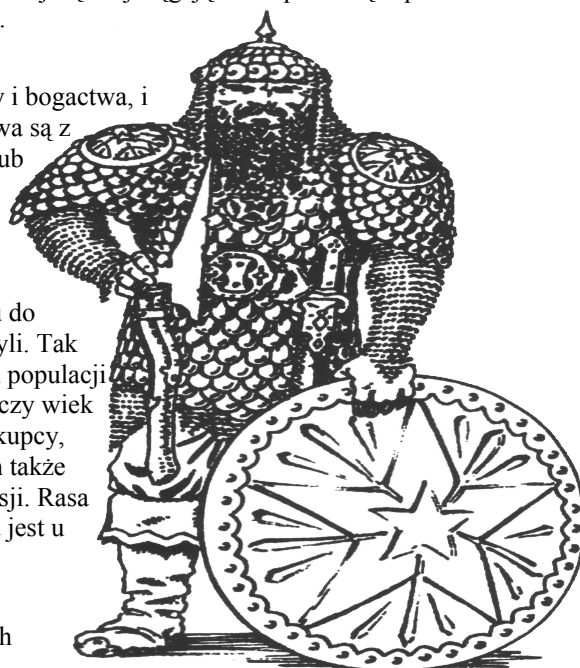 .
y i bogactwa, i
wa są z
ub
do
yli. Tak
populacji
czy wiek
kupcy,
także
sji. Rasa
jest u
h